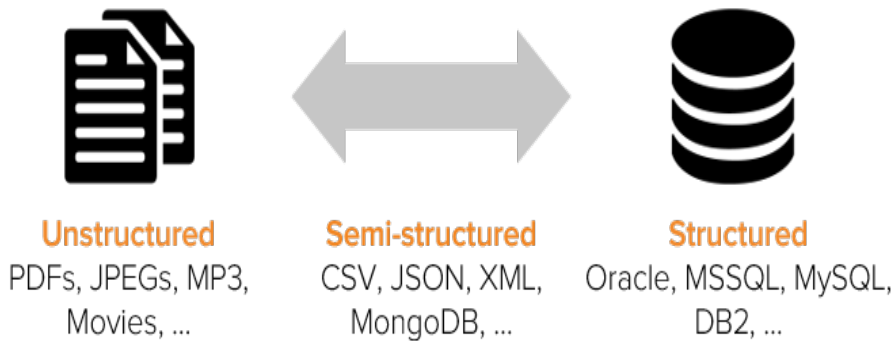 Unstructured
PDFs, JPEGs, MP3,
Movies, ...
Semi-structured
CSV, JSON, XML,
MongoDB, ...
Structured
Oracle, MSSQL, MySQL,
DB2, ...